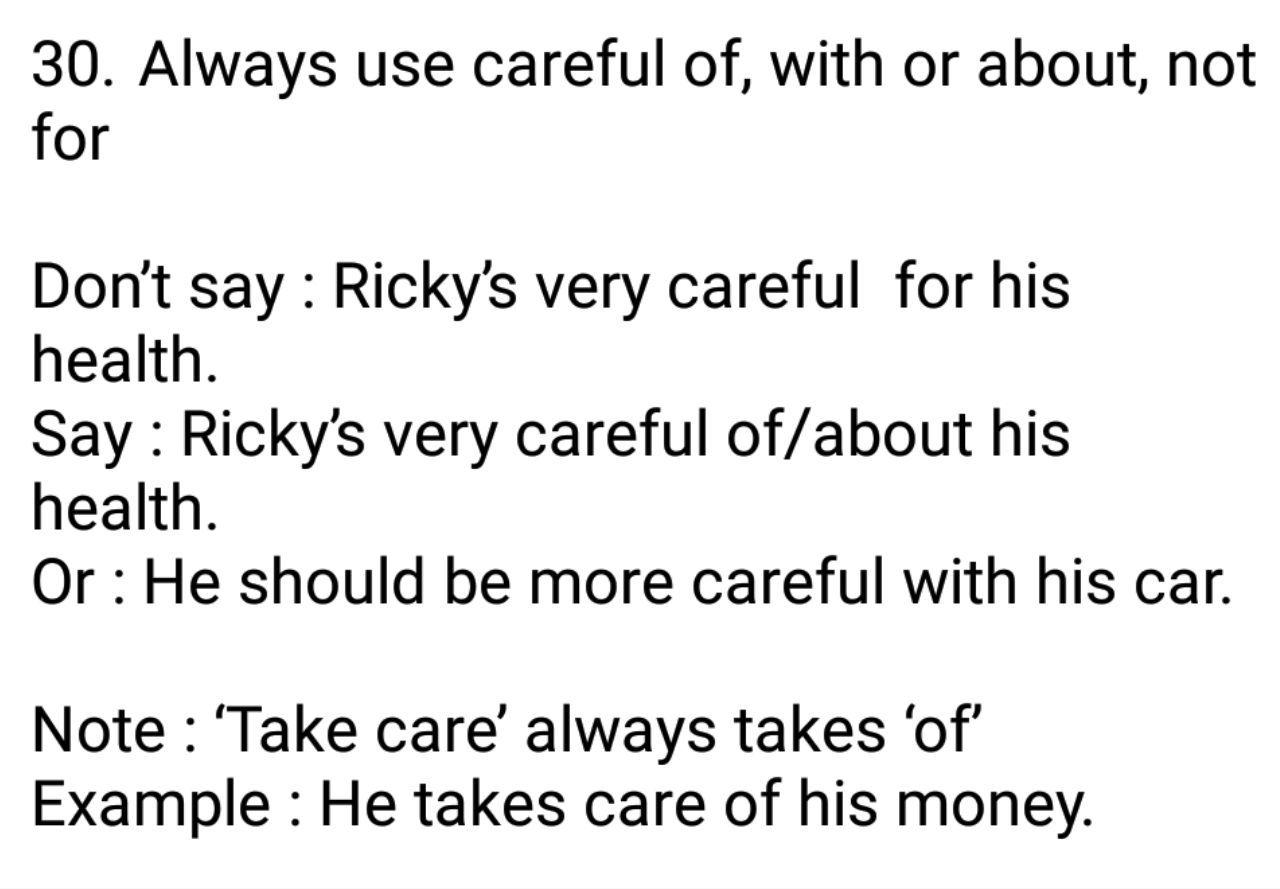 30. Always use careful of, with or about, not
for
Don’t say : Ricky’s very careful  for his
health.
Say : Ricky’s very careful of/about his
health.
Or : He should be more careful with his car.
Note : ‘Take care’ always takes ‘of’
Example : He takes care of his money.